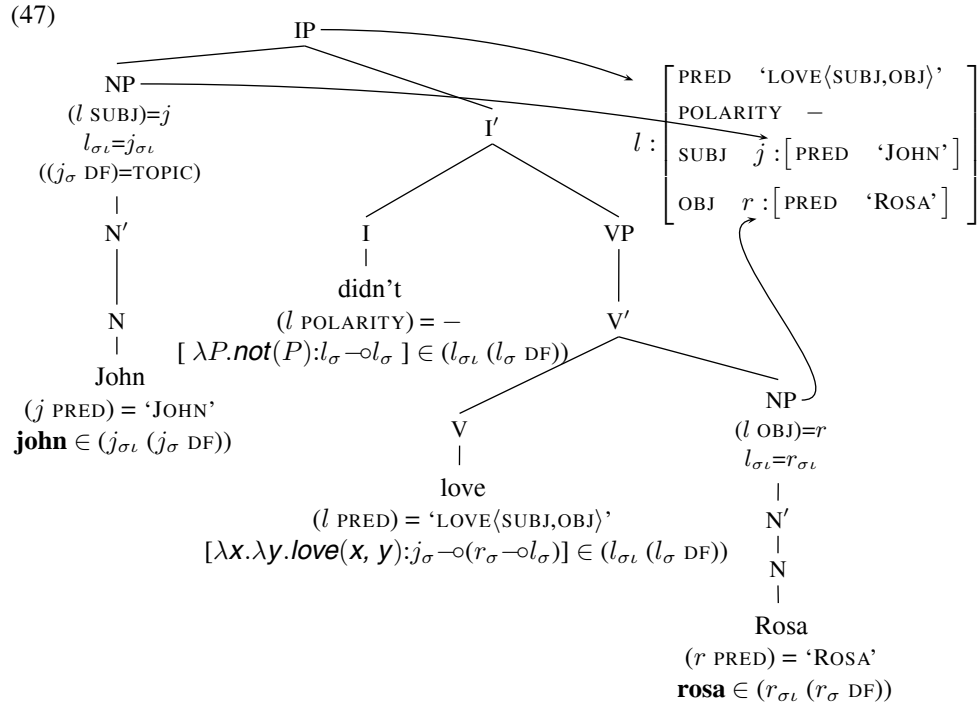 (47)
IP
NP
(l SUBJ)=j
l_σι=j_σι
((j_σ DF)=TOPIC)
N′
N
John
(j PRED) = ‘JOHN’
john ∈ (j_σι (j_σ DF))
I′
I
didn't
(l POLARITY) = −
[ λP.not(P):l_σ⊸l_σ ] ∈ (l_σι (l_σ DF))
VP
V′
V
love
(l PRED) = ‘LOVE⟨SUBJ,OBJ⟩’
[λx.λy.love(x, y):j_σ⊸(r_σ⊸l_σ)] ∈ (l_σι (l_σ DF))
NP
(l OBJ)=r
l_σι=r_σι
N′
N
Rosa
(r PRED) = ‘ROSA’
rosa ∈ (r_σι (r_σ DF))
l :
PRED ‘LOVE⟨SUBJ,OBJ⟩’
POLARITY −
SUBJ j :[PRED ‘JOHN’]
OBJ r :[PRED ‘ROSA’]